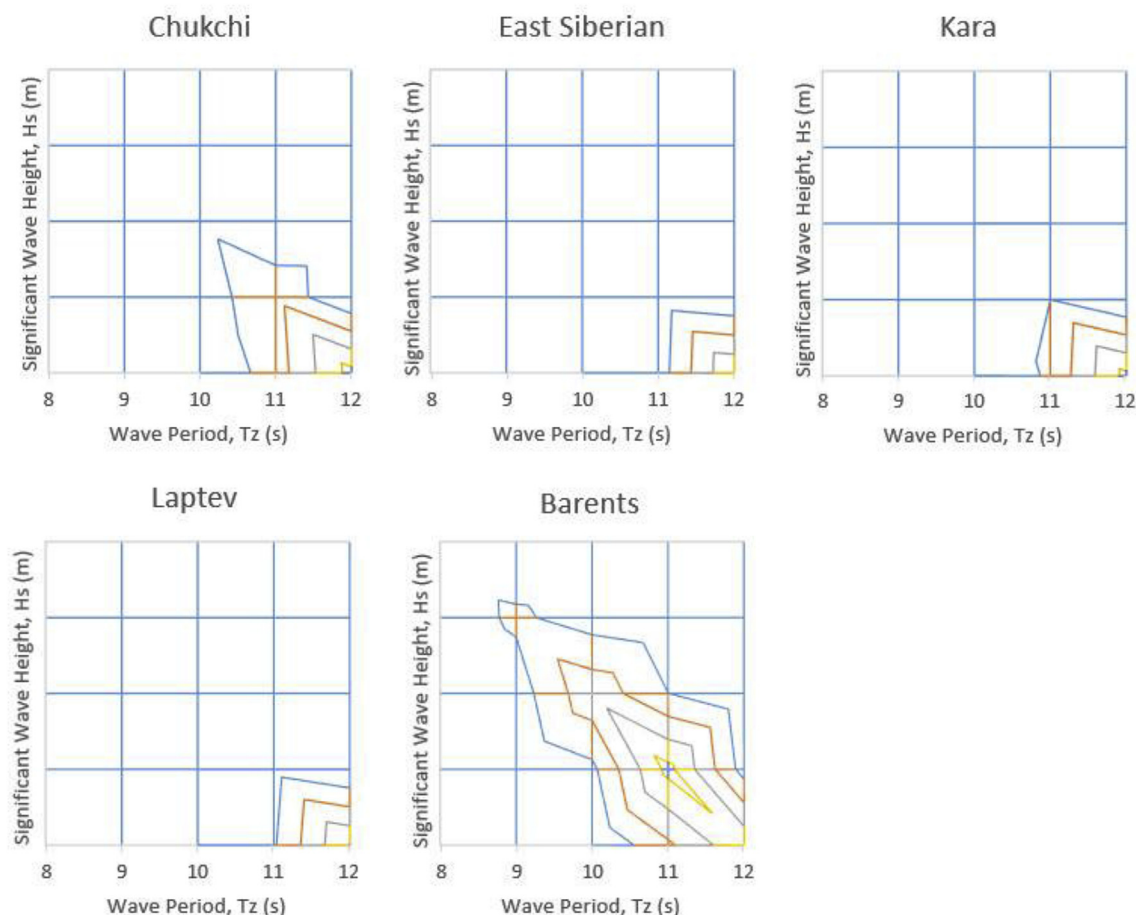 Chukchi
Significant Wave Height, Hs (m)
8 9 10 11 12
Wave Period, Tz (s)
East Siberian
Significant Wave Height, Hs (m)
8 9 10 11 12
Wave Period, Tz (s)
Kara
Significant Wave Height, Hs (m)
8 9 10 11 12
Wave Period, Tz (s)
Laptev
Significant Wave Height, Hs (m)
8 9 10 11 12
Wave Period, Tz (s)
Barents
Significant Wave Height, Hs (m)
8 9 10 11 12
Wave Period, Tz (s)